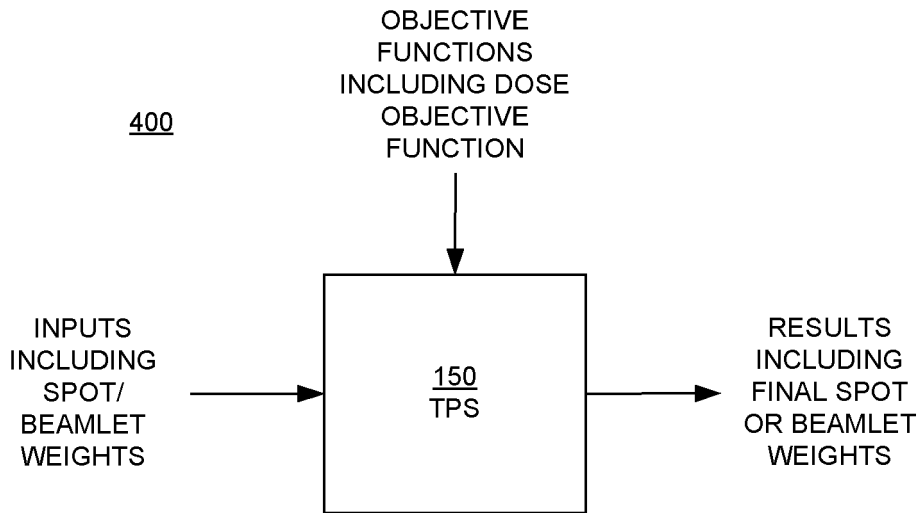 OBJECTIVE
FUNCTIONS
INCLUDING DOSE
OBJECTIVE
FUNCTION
400
INPUTS
INCLUDING
SPOT/
BEAMLET
WEIGHTS
150
TPS
RESULTS
INCLUDING
FINAL SPOT
OR BEAMLET
WEIGHTS